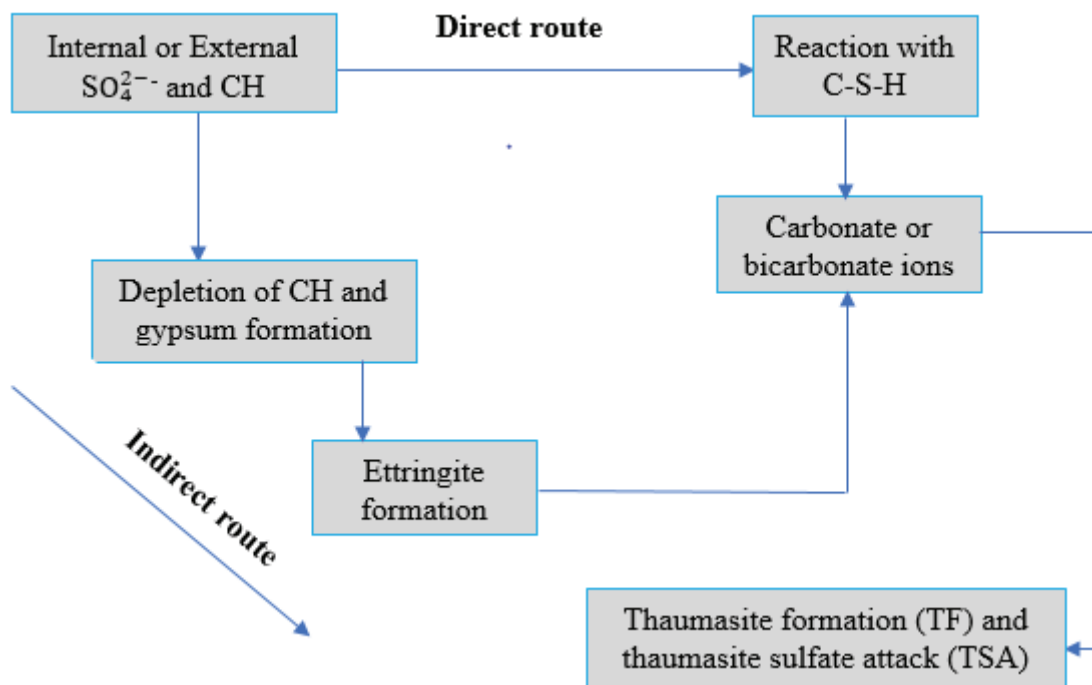 Direct route
Internal or External
SO₄²⁻⁻ and CH
Reaction with
C-S-H
Carbonate or
bicarbonate ions
Depletion of CH and
gypsum formation
Ettringite
formation
Indirect route
Thaumasite formation (TF) and
thaumasite sulfate attack (TSA)